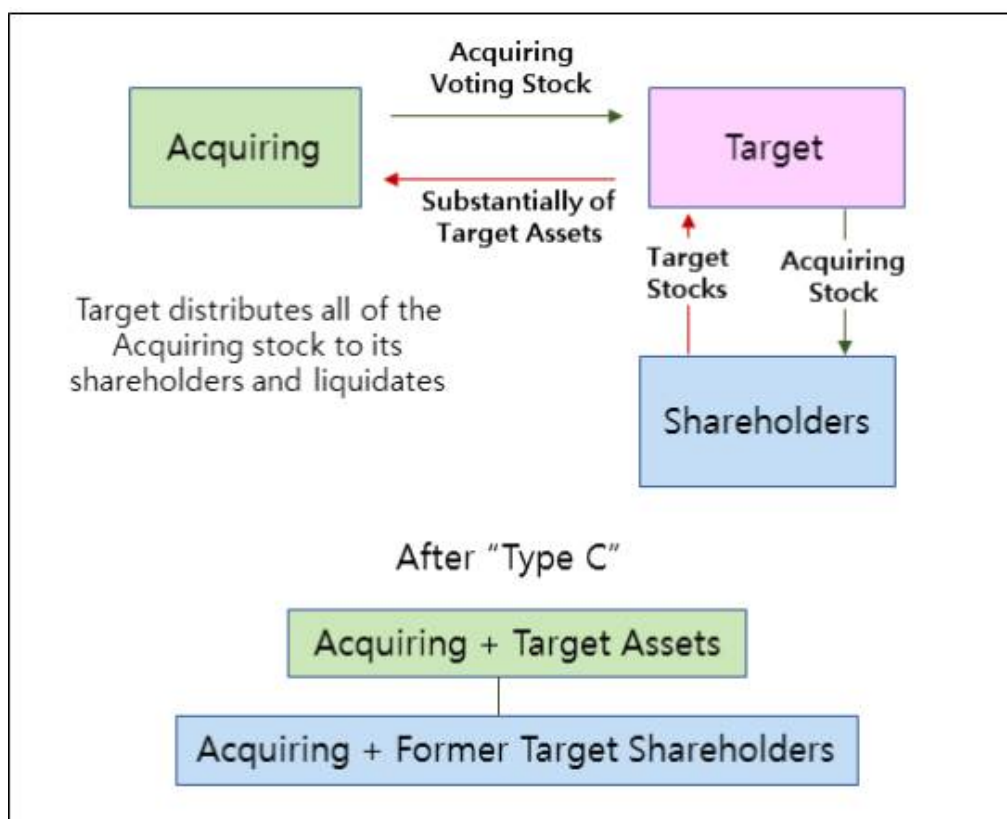 Acquiring
Voting Stock
Acquiring
Target
Substantially of
Target Assets
Target
Stocks
Acquiring
Stock
Target distributes all of the
Acquiring stock to its
shareholders and liquidates
Shareholders
After “Type C”
Acquiring + Target Assets
Acquiring + Former Target Shareholders